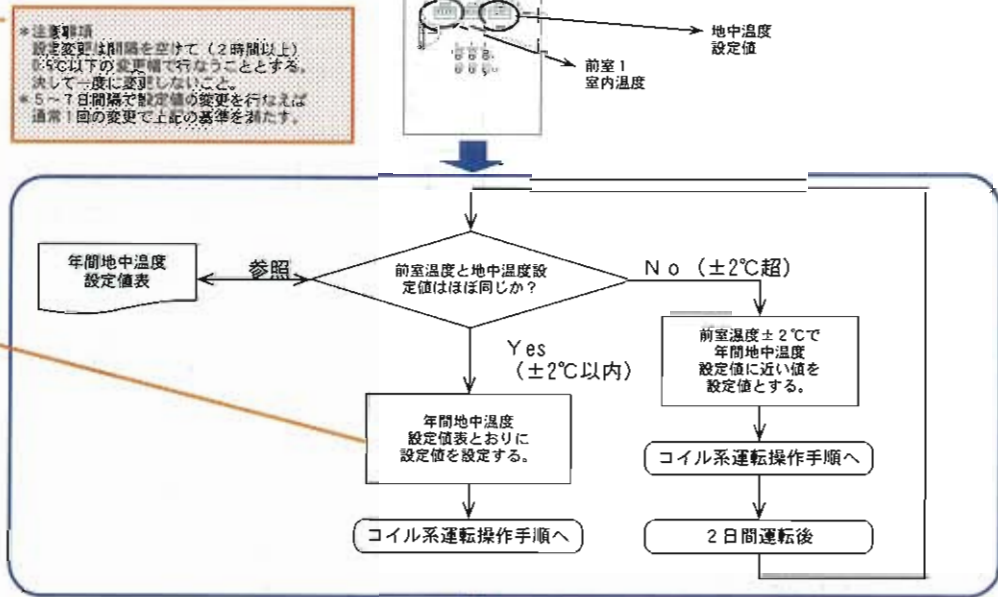 *注意事項
設定変更は間隔を空けて(2時間以上)
0.5℃以下の変更幅で行なうこととする。
決して一度に変更しないこと。
*5~7日間隔で設定値の変更を行なえば
通常1回の変更で上記の基準を満たす。
地中温度
設定値
前室1
室内温度
年間地中温度
設定値表
参照
前室温度と地中温度設
定値はほぼ同じか?
No (±2℃超)
Yes
(±2℃以内)
前室温度±2℃で
年間地中温度
設定値に近い値を
設定値とする。
年間地中温度
設定値表とおりに
設定値を設定する。
コイル系運転操作手順へ
コイル系運転操作手順へ
2日間運転後